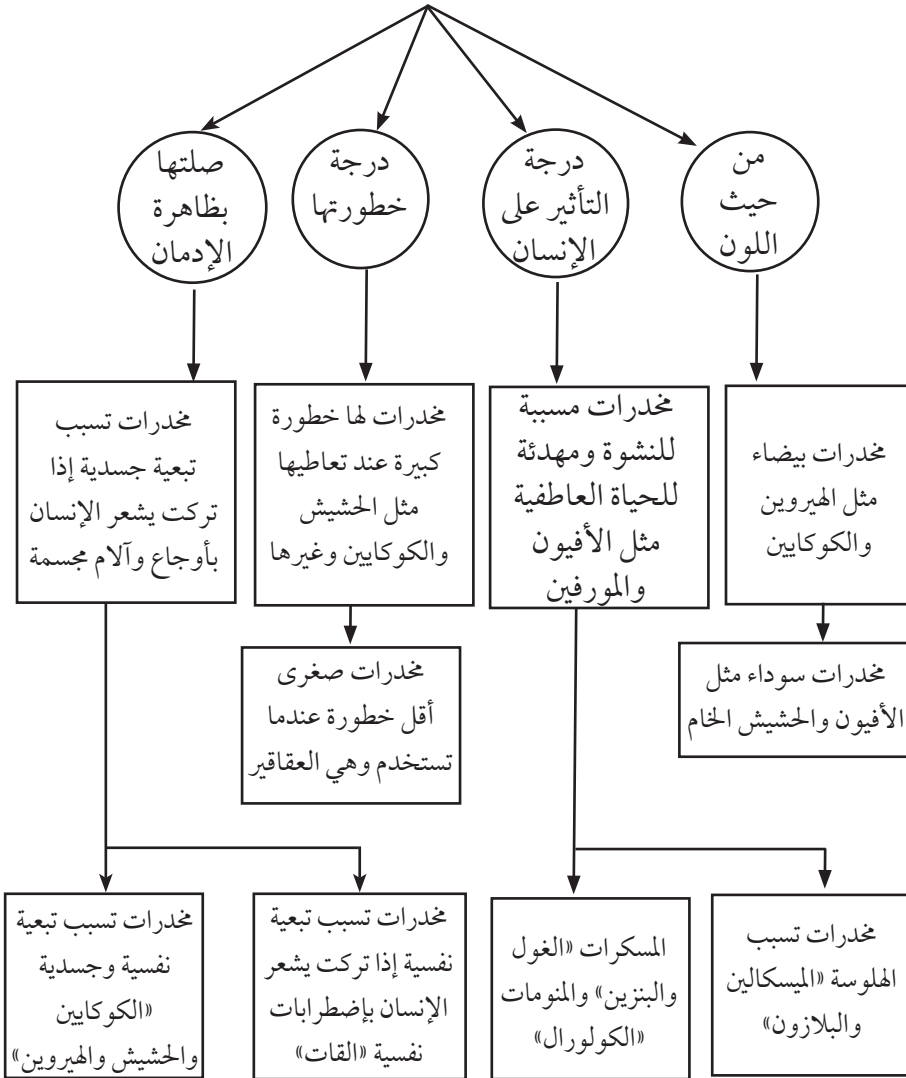 من
حيث
اللون
درجة
التأثير على
الإنسان
درجة
خطورتها
صلتها
بظاهرة
الإدمان
مخدرات بيضاء
مثل الهيروين
والكوكايين
مخدرات مسببة
للنشوة ومهدئة
للحياة العاطفية
مثل الأفيون
والمورفين
مخدرات لها خطورة
كبيرة عند تعاطيها
مثل الحشيش
والكوكايين وغيرها
مخدرات تسبب
تبعية جسدية إذا
تركت يشعر الإنسان
بأوجاع وآلام مجسمة
مخدرات سوداء مثل
الأفيون والحشيش الخام
مخدرات صغرى
أقل خطورة عندما
تستخدم وهي العقاقير
مخدرات تسبب
الهلوسة «الميسكالين
والبلازون»
المسكرات «الغول
والبنزين» والمنومات
«الكولورال»
مخدرات تسبب تبعية
نفسية إذا تركت يشعر
الإنسان بإضطرابات
نفسية «القات»
مخدرات تسبب تبعية
نفسية وجسدية
«الكوكايين
والحشيش والهيروين»